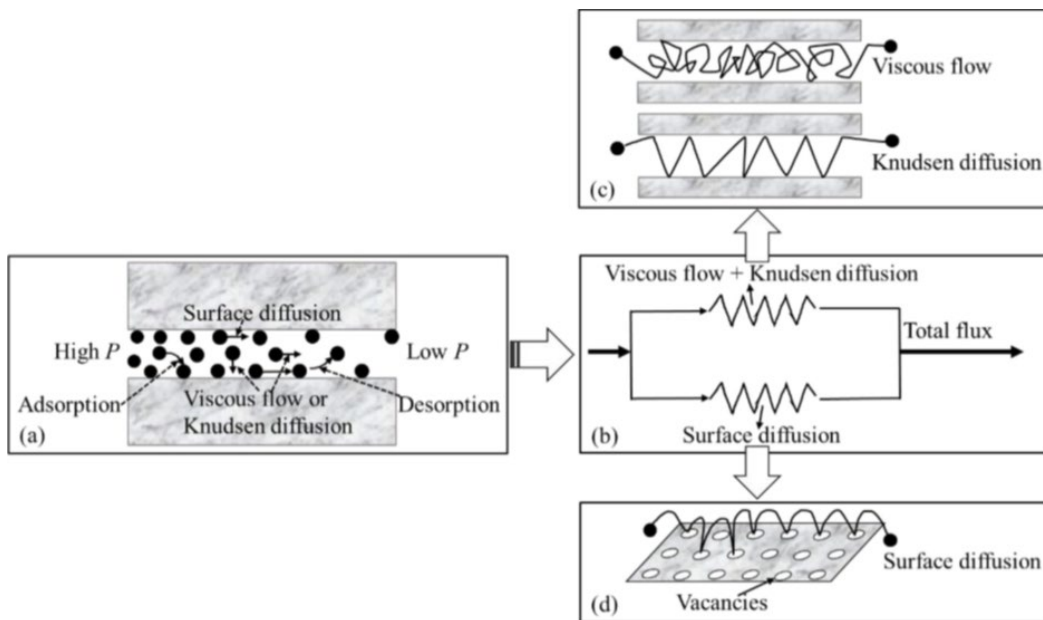 Surface diffusion
High P
Low P
Adsorption
Viscous flow or
Knudsen diffusion
Desorption
(a)
Viscous flow + Knudsen diffusion
Total flux
Surface diffusion
(b)
Viscous flow
Knudsen diffusion
(c)
Surface diffusion
Vacancies
(d)